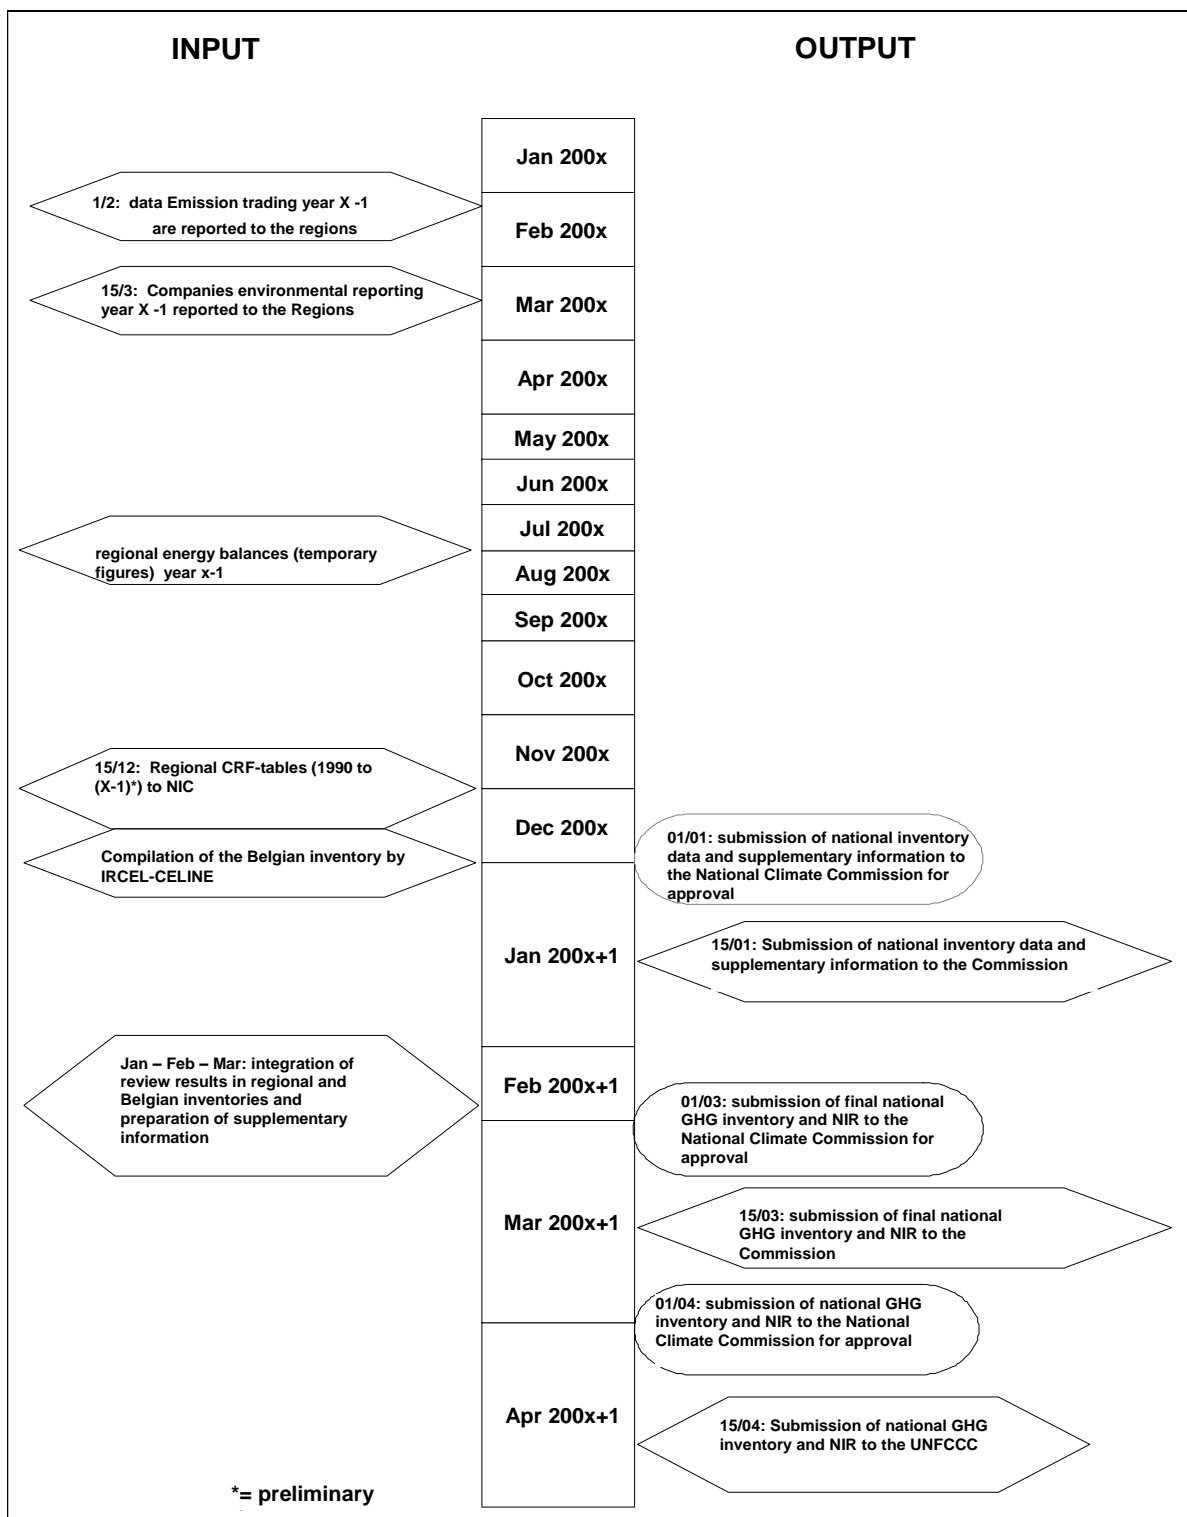 INPUT
OUTPUT
Jan 200x
1/2: data Emission trading year X -1
are reported to the regions
Feb 200x
15/3: Companies environmental reporting
year X -1 reported to the Regions
Mar 200x
Apr 200x
May 200x
Jun 200x
Jul 200x
regional energy balances (temporary
figures) year x-1
Aug 200x
Sep 200x
Oct 200x
Nov 200x
15/12: Regional CRF-tables (1990 to
(X-1)*) to NIC
Dec 200x
01/01: submission of national inventory
data and supplementary information to
the National Climate Commission for
approval
Compilation of the Belgian inventory by
IRCEL-CELINE
Jan 200x+1
15/01: Submission of national inventory data and
supplementary information to the Commission
Jan – Feb – Mar: integration of
review results in regional and
Belgian inventories and
preparation of supplementary
information
Feb 200x+1
01/03: submission of final national
GHG inventory and NIR to the
National Climate Commission for
approval
Mar 200x+1
15/03: submission of final national
GHG inventory and NIR to the
Commission
01/04: submission of national GHG
inventory and NIR to the National
Climate Commission for approval
Apr 200x+1
15/04: Submission of national GHG
inventory and NIR to the UNFCCC
*= preliminary